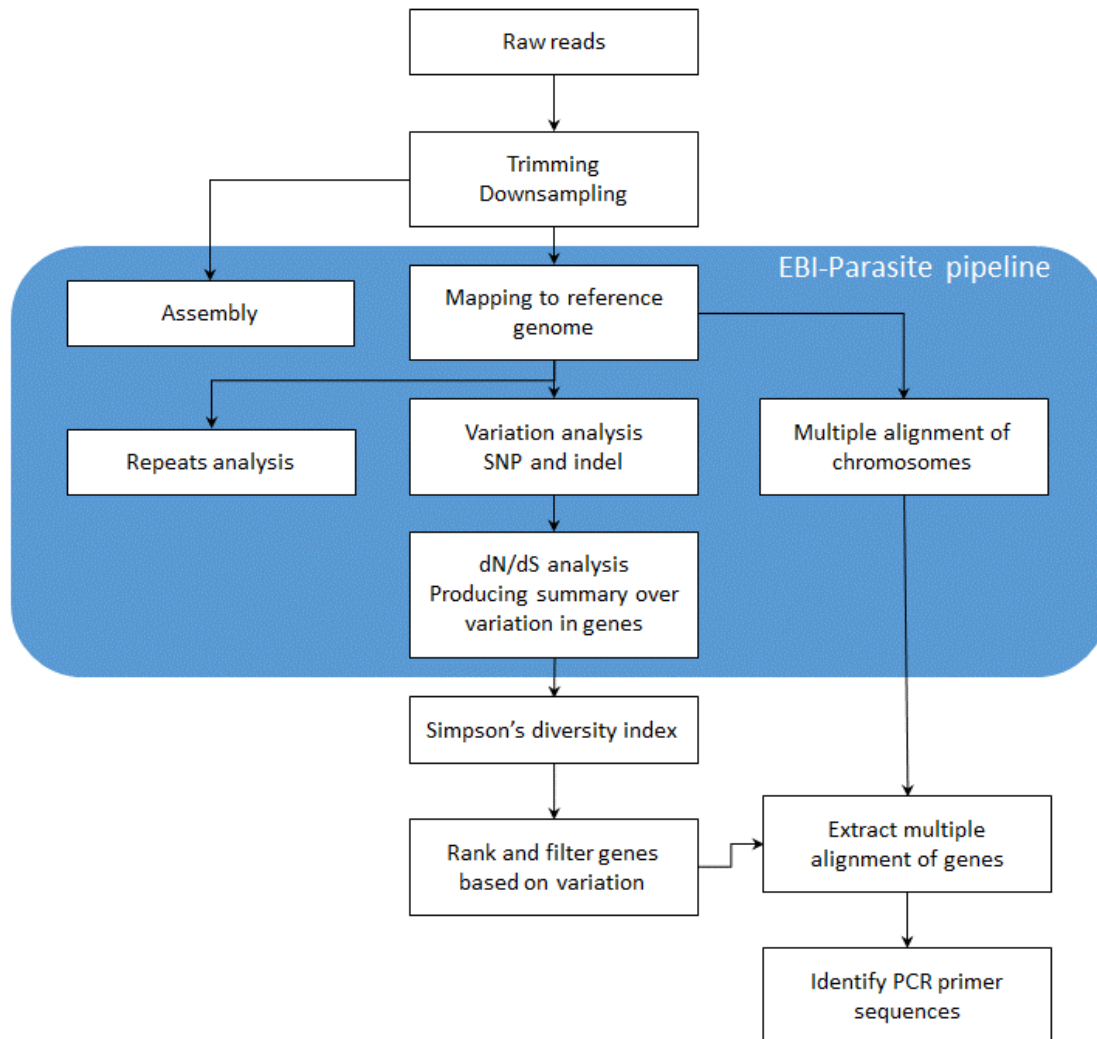 Raw reads
Trimming
Downsampling
EBI-Parasite pipeline
Assembly
Mapping to reference
genome
Repeats analysis
Variation analysis
SNP and indel
Multiple alignment of
chromosomes
dN/dS analysis
Producing summary over
variation in genes
Simpson’s diversity index
Rank and filter genes
based on variation
Extract multiple
alignment of genes
Identify PCR primer
sequences